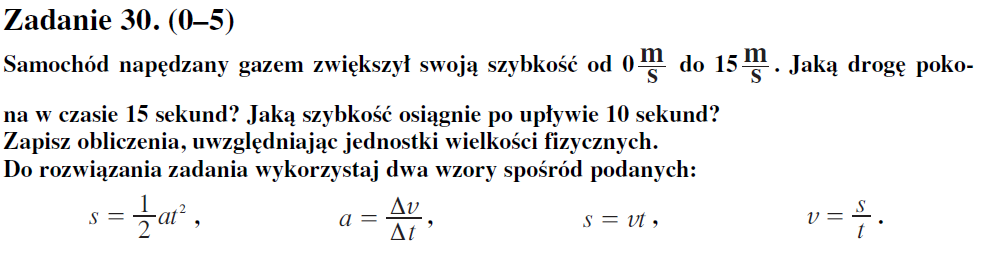 Zadanie 30. (0–5)
Samochód napędzany gazem zwiększył swoją szybkość od 0 m/s do 15 m/s . Jaką drogę poko-
na w czasie 15 sekund? Jaką szybkość osiągnie po upływie 10 sekund?
Zapisz obliczenia, uwzględniając jednostki wielkości fizycznych.
Do rozwiązania zadania wykorzystaj dwa wzory spośród podanych:
s = 1/2 at² , a = Δv/Δt , s = vt , v = s/t .